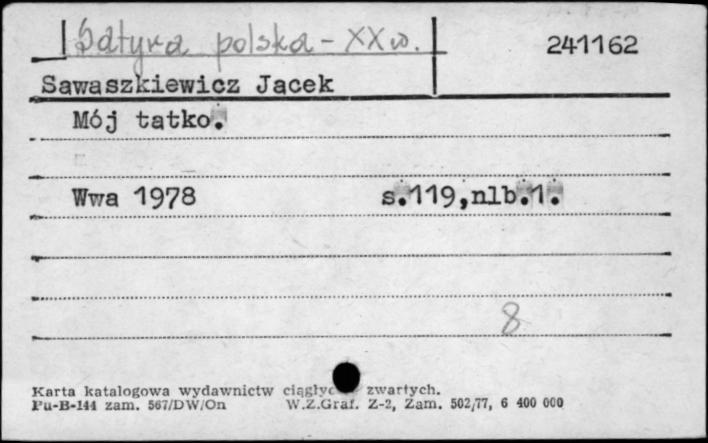 Satyra polska - XX w. 241162
Sawaszkiewicz Jacek
Mój tatko.
Wwa 1978 s.119,nlb.1.
8
Karta katalogowa wydawnictw zwartych.
Pu-B-144 zam. 567/DW/On W.Z.Graf. Z-2, Zam. 502/77, 6 400 000